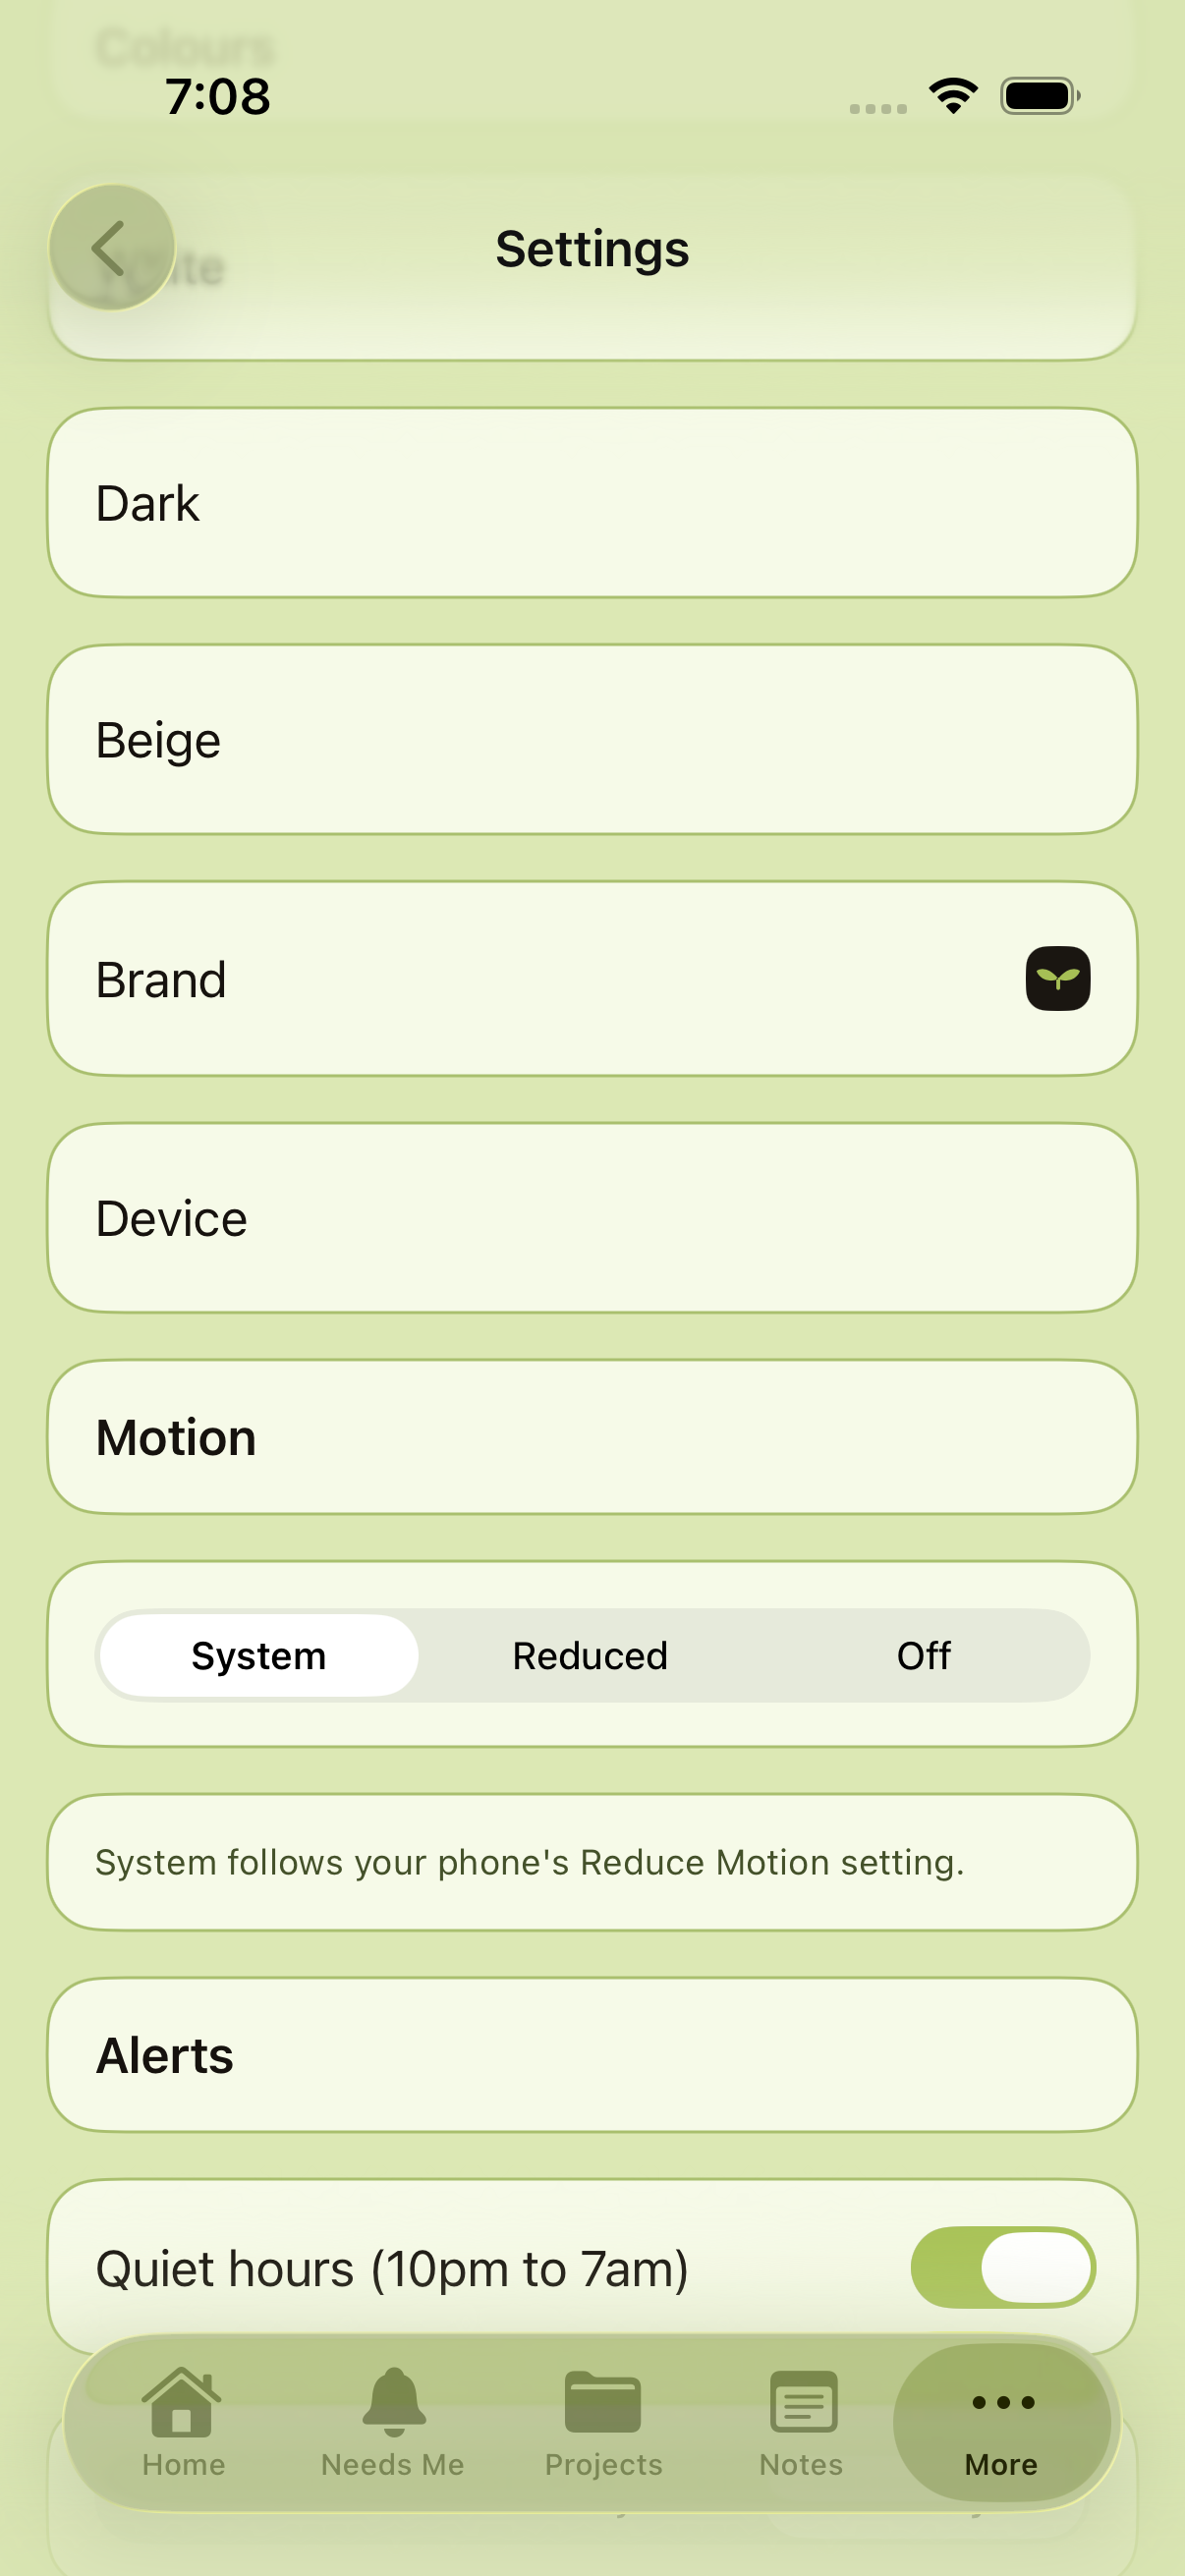 Colours
7:08
Settings
Dark
Beige
Brand
Device
Motion
System Reduced Off
System follows your phone's Reduce Motion setting.
Alerts
Quiet hours (10pm to 7am)
Home Needs Me Projects Notes More